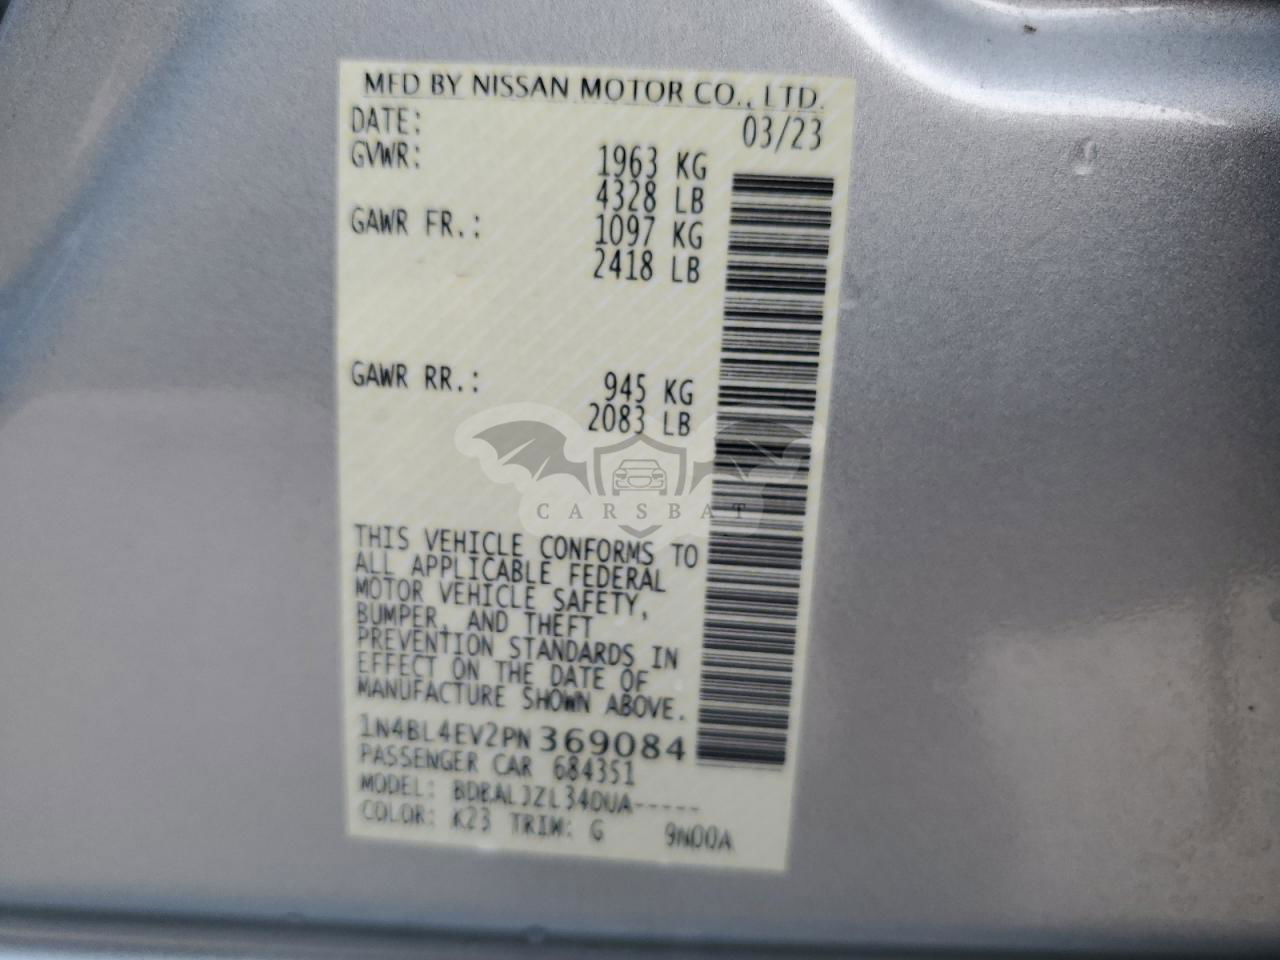 MFD BY NISSAN MOTOR CO., LTD.
DATE: 03/23
GVWR: 1963 KG
4328 LB
GAWR FR.: 1097 KG
2418 LB
GAWR RR.: 945 KG
2083 LB
CARSBAT
THIS VEHICLE CONFORMS TO
ALL APPLICABLE FEDERAL
MOTOR VEHICLE SAFETY,
BUMPER, AND THEFT
PREVENTION STANDARDS IN
EFFECT ON THE DATE OF
MANUFACTURE SHOWN ABOVE.
1N4BL4EV2PN369084
PASSENGER CAR 684351
MODEL:
COLOR: K23 TRIM: G 9N00A